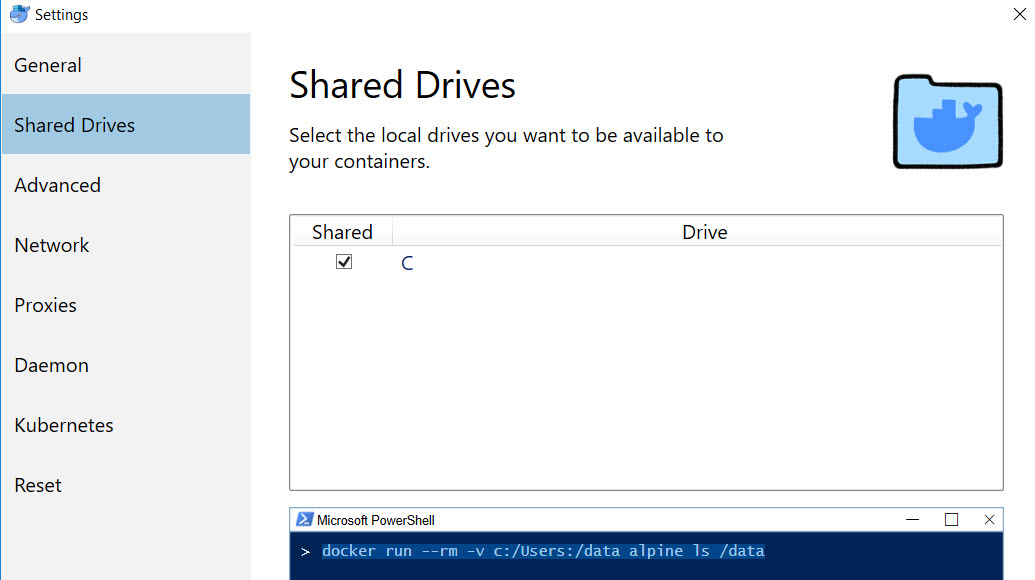 Settings
General
Shared Drives
Advanced
Network
Proxies
Daemon
Kubernetes
Reset
Shared Drives
Select the local drives you want to be available to
your containers.
Shared Drive
C
Microsoft PowerShell
> docker run --rm -v c:/Users:/data alpine ls /data